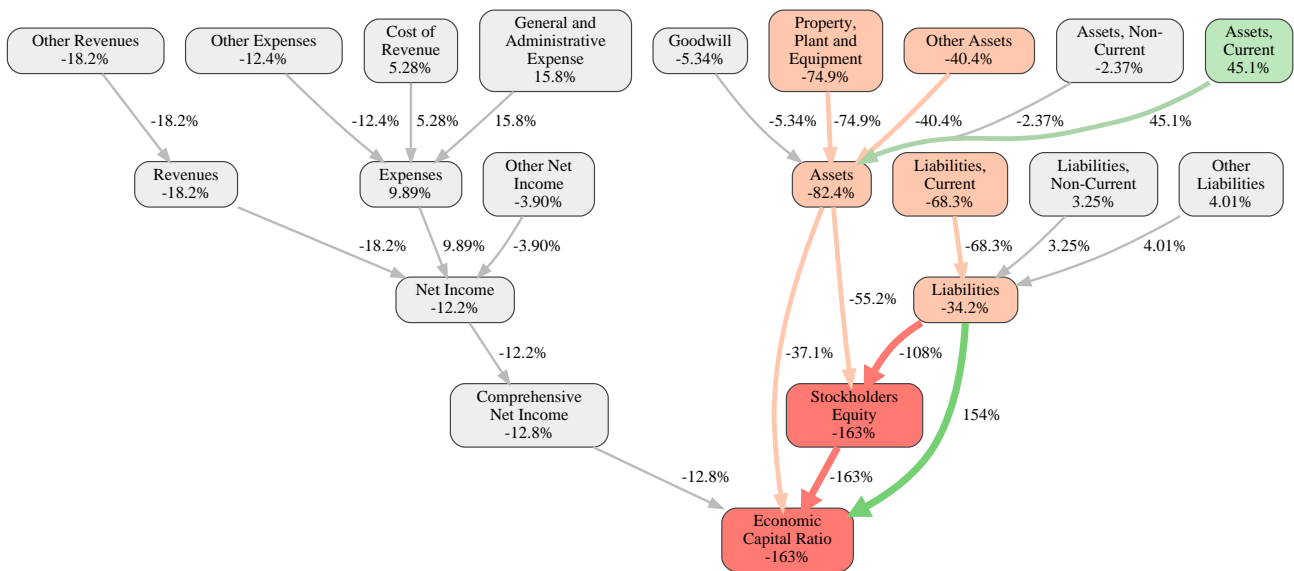 Other Revenues
-18.2%
Other Expenses
-12.4%
Cost of
Revenue
5.28%
General and
Administrative
Expense
15.8%
Goodwill
-5.34%
Property,
Plant and
Equipment
-74.9%
Other Assets
-40.4%
Assets, Non-
Current
-2.37%
Assets,
Current
45.1%
-18.2%
-12.4%
5.28%
15.8%
-5.34%
-74.9%
-40.4%
-2.37%
45.1%
Revenues
-18.2%
Expenses
9.89%
Other Net
Income
-3.90%
Assets
-82.4%
Liabilities,
Current
-68.3%
Liabilities,
Non-Current
3.25%
Other
Liabilities
4.01%
-18.2%
9.89%
-3.90%
-68.3%
3.25%
4.01%
Net Income
-12.2%
Liabilities
-34.2%
-55.2%
-12.2%
-37.1%
-108%
Comprehensive
Net Income
-12.8%
Stockholders
Equity
-163%
154%
-12.8%
-163%
Economic
Capital Ratio
-163%